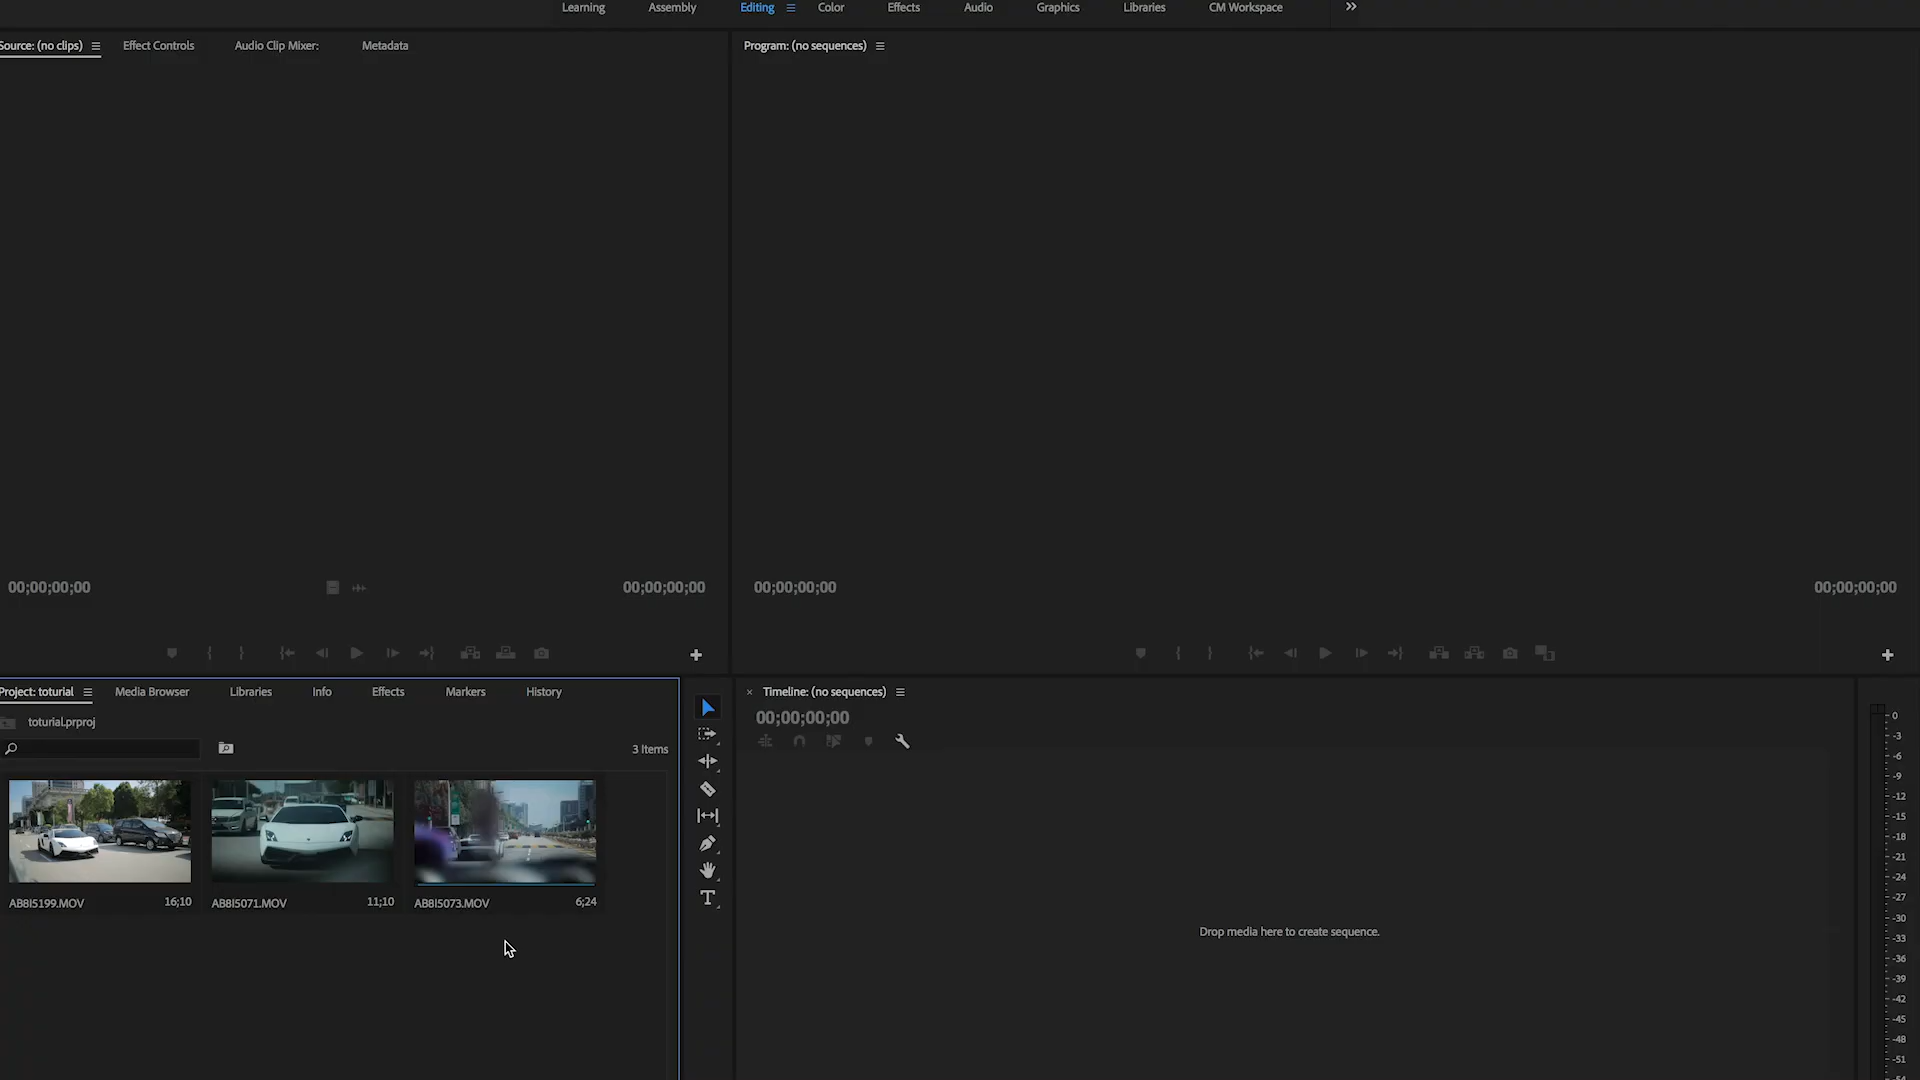 Learning Assembly Editing Color Effects Audio Graphics Libraries CM Workspace
Source: (no clips) Effect Controls Audio Clip Mixer: Metadata
Program: (no sequences)
00;00;00;00 00;00;00;00
00;00;00;00 00;00;00;00
Project: toturial Media Browser Libraries Info Effects Markers History
toturial.prproj
3 Items
AB8I5199.MOV 16;10
AB8I5071.MOV 11;10
AB8I5073.MOV 6;24
× Timeline: (no sequences)
00;00;00;00
Drop media here to create sequence.
0
-3
-6
-9
-12
-15
-18
-21
-24
-27
-30
-33
-36
-39
-42
-45
-48
-51